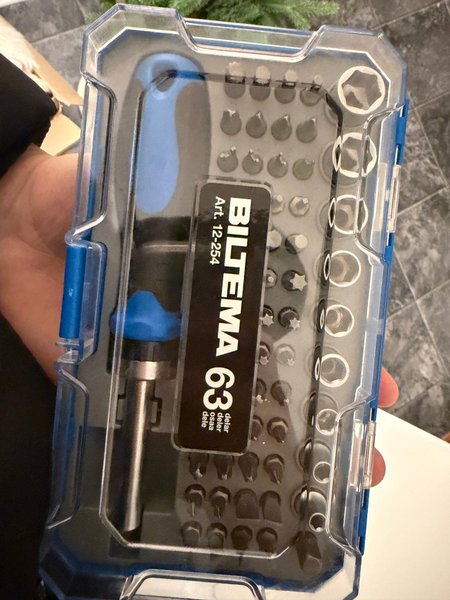 BILTEMA
Art. 12-254
63
delar
deler
osaa
dele